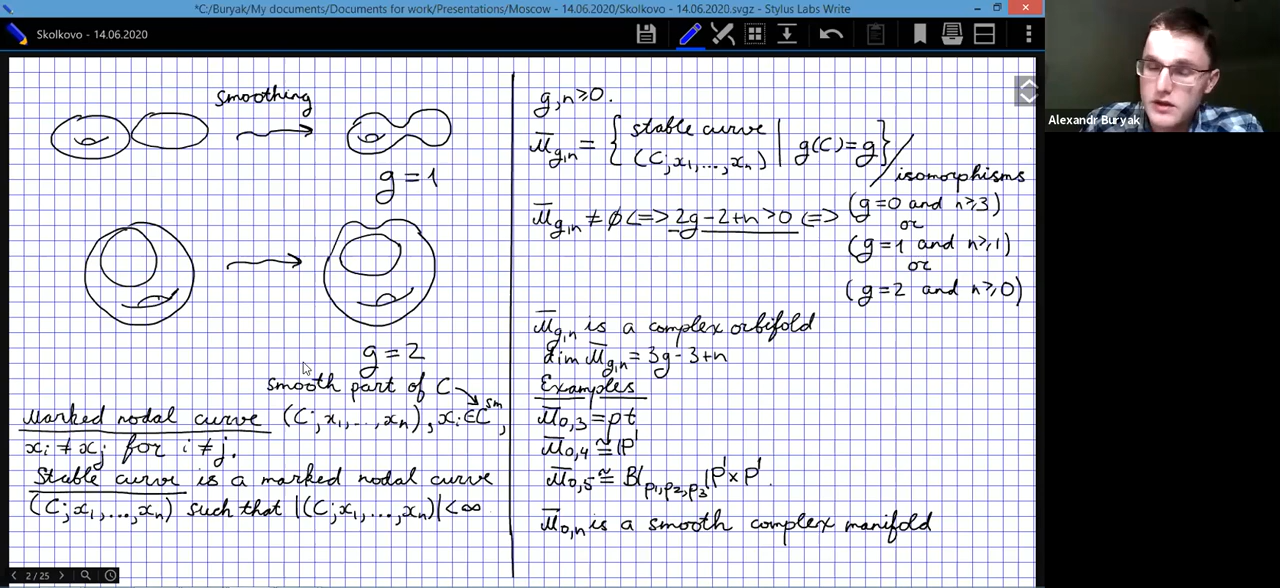 *C:/Buryak/My documents/Documents for work/Presentations/Moscow - 14.06.2020/Skolkovo - 14.06.2020.svgz - Stylus Labs Write
Skolkovo - 14.06.2020
smoothing
g = 1
g = 2
smooth part of C
Marked nodal curve (C; x₁, ..., xₙ), xᵢ ∈ Cˢᵐ,
xᵢ ≠ xⱼ for i ≠ j.
Stable curve is a marked nodal curve
(C; x₁, ..., xₙ) such that |(C; x₁, ..., xₙ)| < ∞
g, n ≥ 0.
M̄_{g,n} = { stable curve (C; x₁, ..., xₙ) | g(C) = g } / isomorphisms
M̄_{g,n} ≠ ∅ <=> 2g - 2 + n > 0 <=> (g = 0 and n ≥ 3)
or
(g = 1 and n ≥ 1)
or
(g = 2 and n ≥ 0)
M̄_{g,n} is a complex orbifold
dim M̄_{g,n} = 3g - 3 + n
Examples
M̄_{0,3} = pt
M̄_{0,4} ≅ ℙ¹
M̄_{0,5} ≅ Bl_{p₁,p₂,p₃} ℙ¹ × ℙ¹.
M̄_{0,n} is a smooth complex manifold
2 / 25
Alexandr Buryak